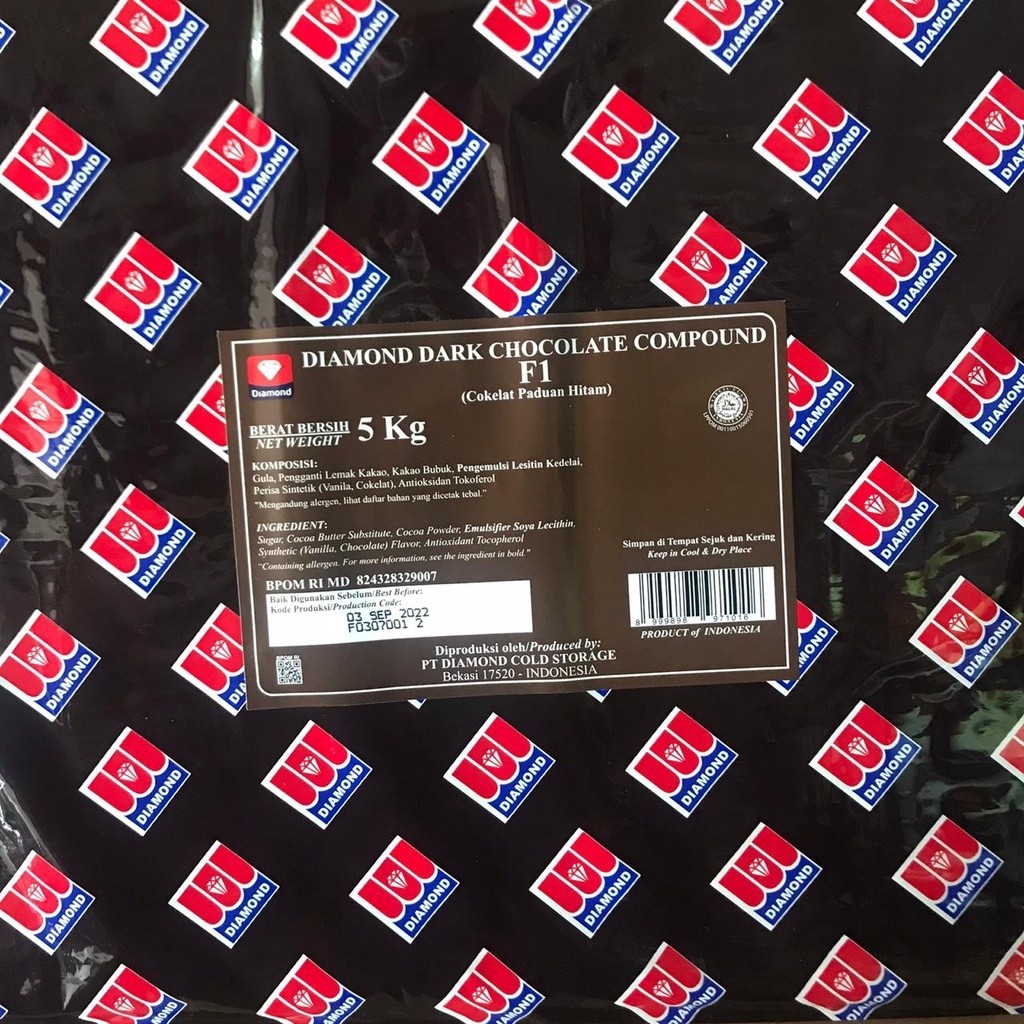 DIAMOND DARK CHOCOLATE COMPOUND
F1
(Cokelat Paduan Hitam)
Diamond
BERAT BERSIH
NET WEIGHT
5 Kg
KOMPOSISI:
Gula, Pengganti Lemak Kakao, Kakao Bubuk, Pengemulsi Lesitin Kedelai,
Perisa Sintetik (Vanila, Cokelat), Antioksidan Tokoferol
"Mengandung alergen, lihat daftar bahan yang dicetak tebal."
INGREDIENT:
Sugar, Cocoa Butter Substitute, Cocoa Powder, Emulsifier Soya Lecithin,
Synthetic (Vanilla, Chocolate) Flavor, Antioxidant Tocopherol
"Containing allergen. For more information, see the ingredient in bold."
BPOM RI MD 824328329007
Baik Digunakan Sebelum/Best Before:
Kode Produksi/Production Code:
03 SEP 2022
F0307001 2
BPOM RI
Simpan di Tempat Sejuk dan Kering
Keep in Cool & Dry Place
8 999898 971016
PRODUCT of INDONESIA
Diproduksi oleh/Produced by:
PT DIAMOND COLD STORAGE
Bekasi 17520 - INDONESIA
DIAMOND